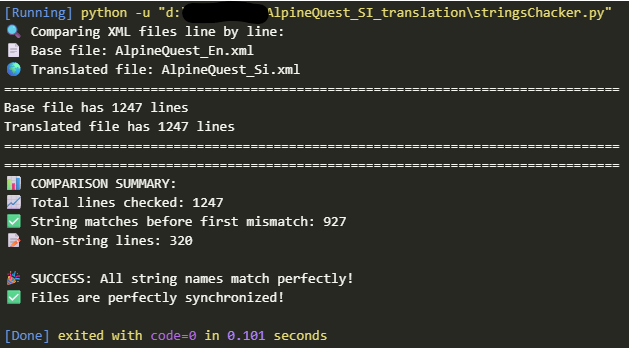 [Running] python -u "d:\AlpineQuest_SI_translation\stringsChacker.py"
🔍 Comparing XML files line by line:
📄 Base file: AlpineQuest_En.xml
🌍 Translated file: AlpineQuest_Si.xml
================================================================================
Base file has 1247 lines
Translated file has 1247 lines
================================================================================
================================================================================
📊 COMPARISON SUMMARY:
📈 Total lines checked: 1247
✅ String matches before first mismatch: 927
📝 Non-string lines: 320
🎉 SUCCESS: All string names match perfectly!
✅ Files are perfectly synchronized!
[Done] exited with code=0 in 0.101 seconds